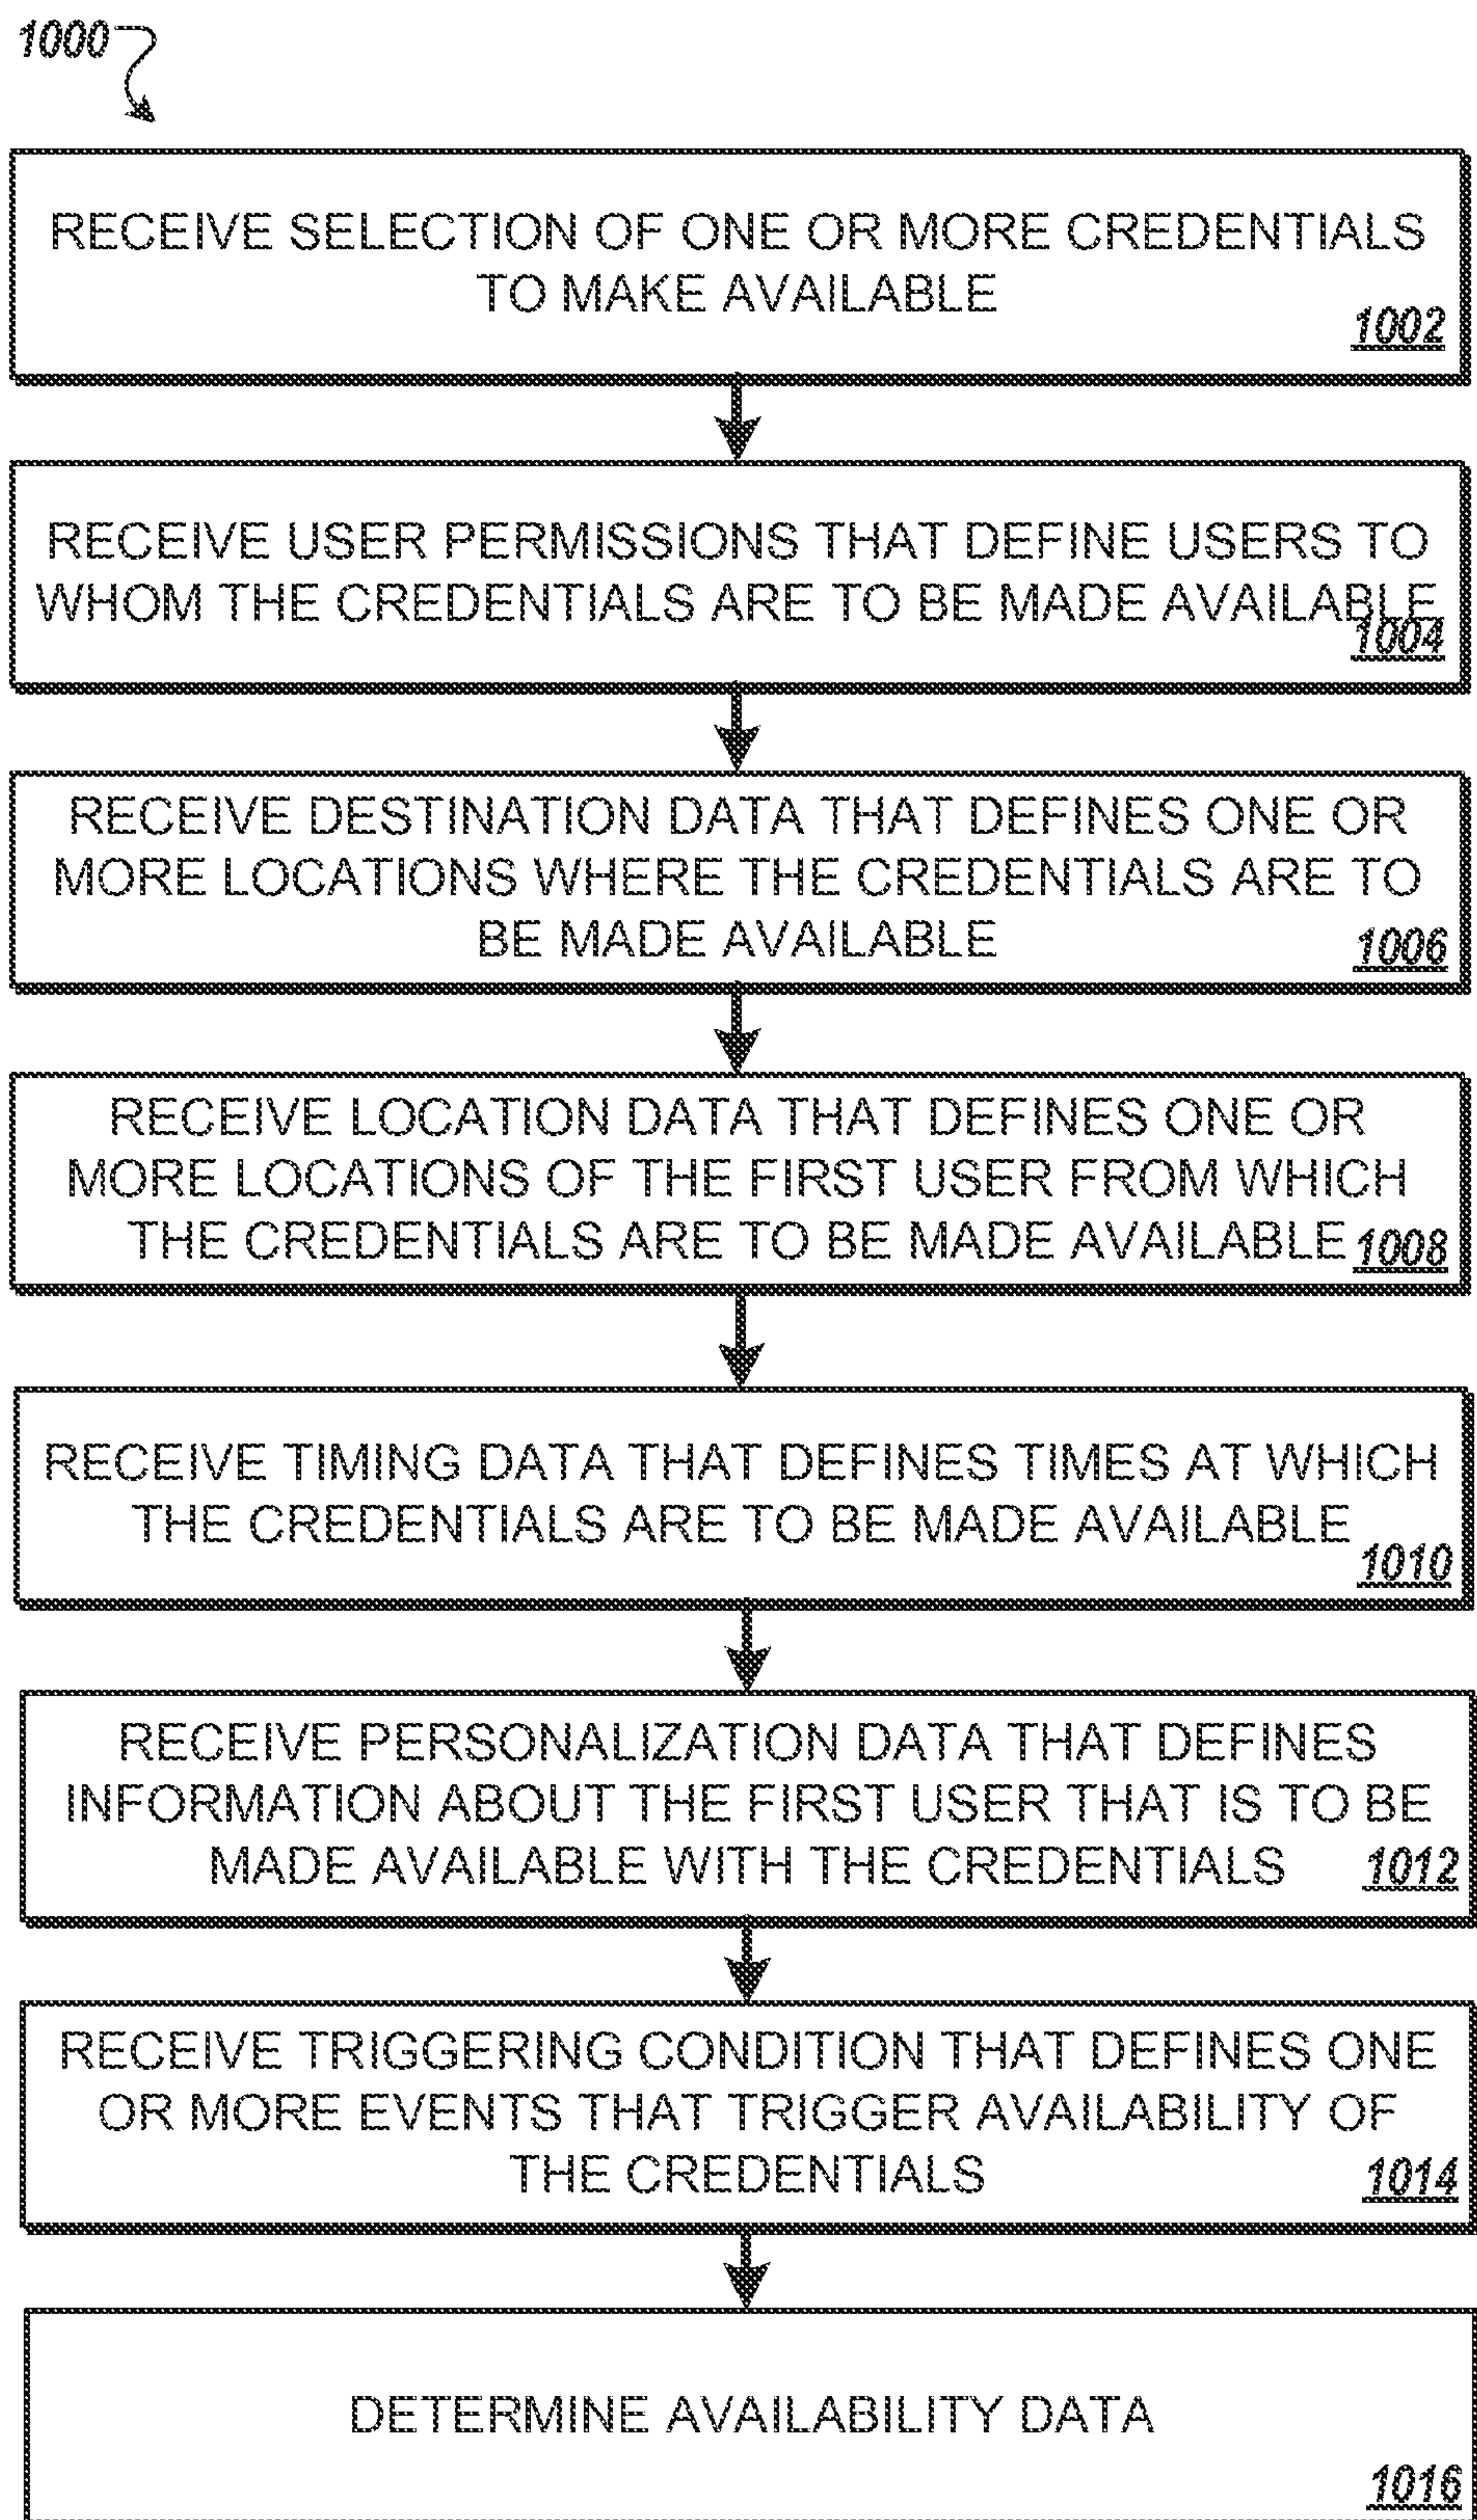 1000
RECEIVE SELECTION OF ONE OR MORE CREDENTIALS
TO MAKE AVAILABLE
1002
RECEIVE USER PERMISSIONS THAT DEFINE USERS TO
WHOM THE CREDENTIALS ARE TO BE MADE AVAILABLE
1004
RECEIVE DESTINATION DATA THAT DEFINES ONE OR
MORE LOCATIONS WHERE THE CREDENTIALS ARE TO
BE MADE AVAILABLE
1006
RECEIVE LOCATION DATA THAT DEFINES ONE OR
MORE LOCATIONS OF THE FIRST USER FROM WHICH
THE CREDENTIALS ARE TO BE MADE AVAILABLE
1008
RECEIVE TIMING DATA THAT DEFINES TIMES AT WHICH
THE CREDENTIALS ARE TO BE MADE AVAILABLE
1010
RECEIVE PERSONALIZATION DATA THAT DEFINES
INFORMATION ABOUT THE FIRST USER THAT IS TO BE
MADE AVAILABLE WITH THE CREDENTIALS
1012
RECEIVE TRIGGERING CONDITION THAT DEFINES ONE
OR MORE EVENTS THAT TRIGGER AVAILABILITY OF
THE CREDENTIALS
1014
DETERMINE AVAILABILITY DATA
1016